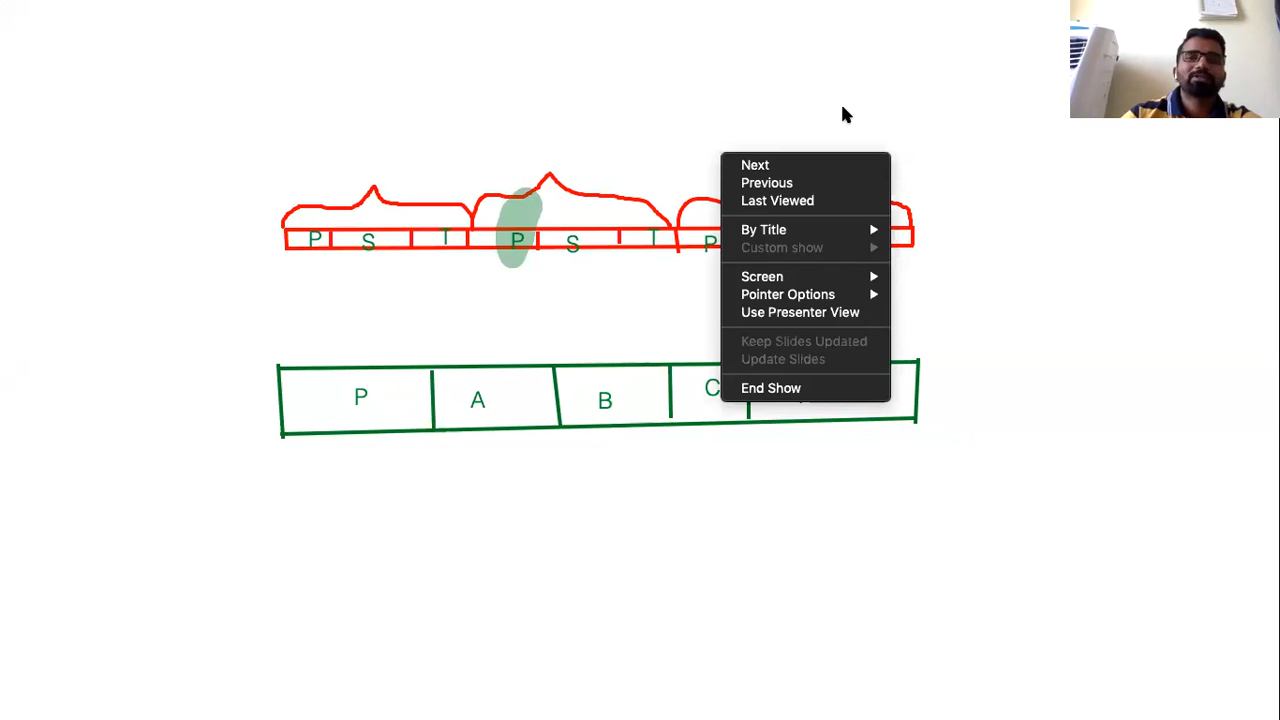 Next
Previous
Last Viewed
By Title
Custom show
Screen
Pointer Options
Use Presenter View
Keep Slides Updated
Update Slides
End Show
P S T P S T P
P A B C